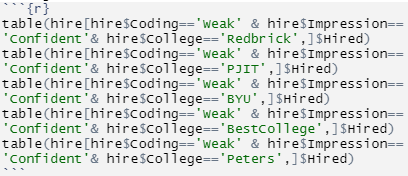 ```{r}
table(hire[hire$Coding=='Weak' & hire$Impression==
'Confident'& hire$College=='Redbrick',]$Hired)
table(hire[hire$Coding=='Weak' & hire$Impression==
'Confident'& hire$College=='PJIT',]$Hired)
table(hire[hire$Coding=='Weak' & hire$Impression==
'Confident'& hire$College=='BYU',]$Hired)
table(hire[hire$Coding=='Weak' & hire$Impression==
'Confident'& hire$College=='BestCollege',]$Hired)
table(hire[hire$Coding=='Weak' & hire$Impression==
'Confident'& hire$College=='Peters',]$Hired)
```